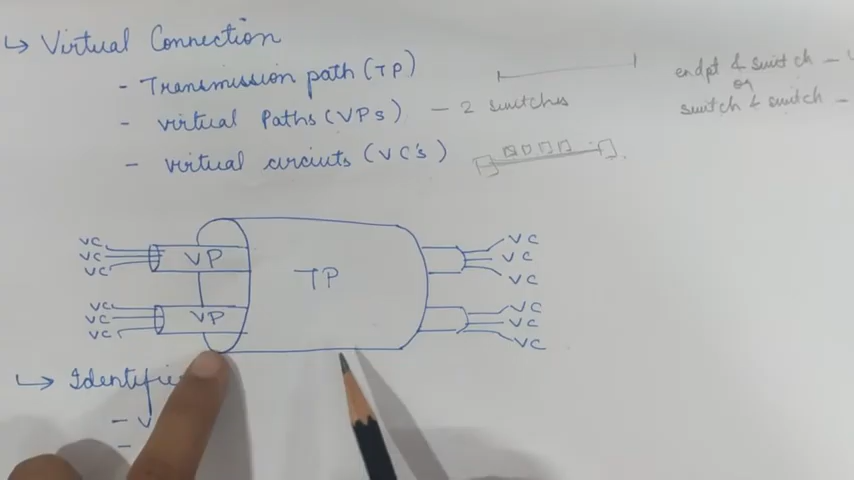 ↳ Virtual Connection
- Transmission path (TP)
endpt & switch -
or
- virtual Paths (VPs) - 2 switches
switch & switch -
- virtual circiuts (VC's)
VC
VC
VC
VP
VC
VC
VC
VP
TP
VC
VC
VC
VC
VC
VC
↳ Identifie
- V
-